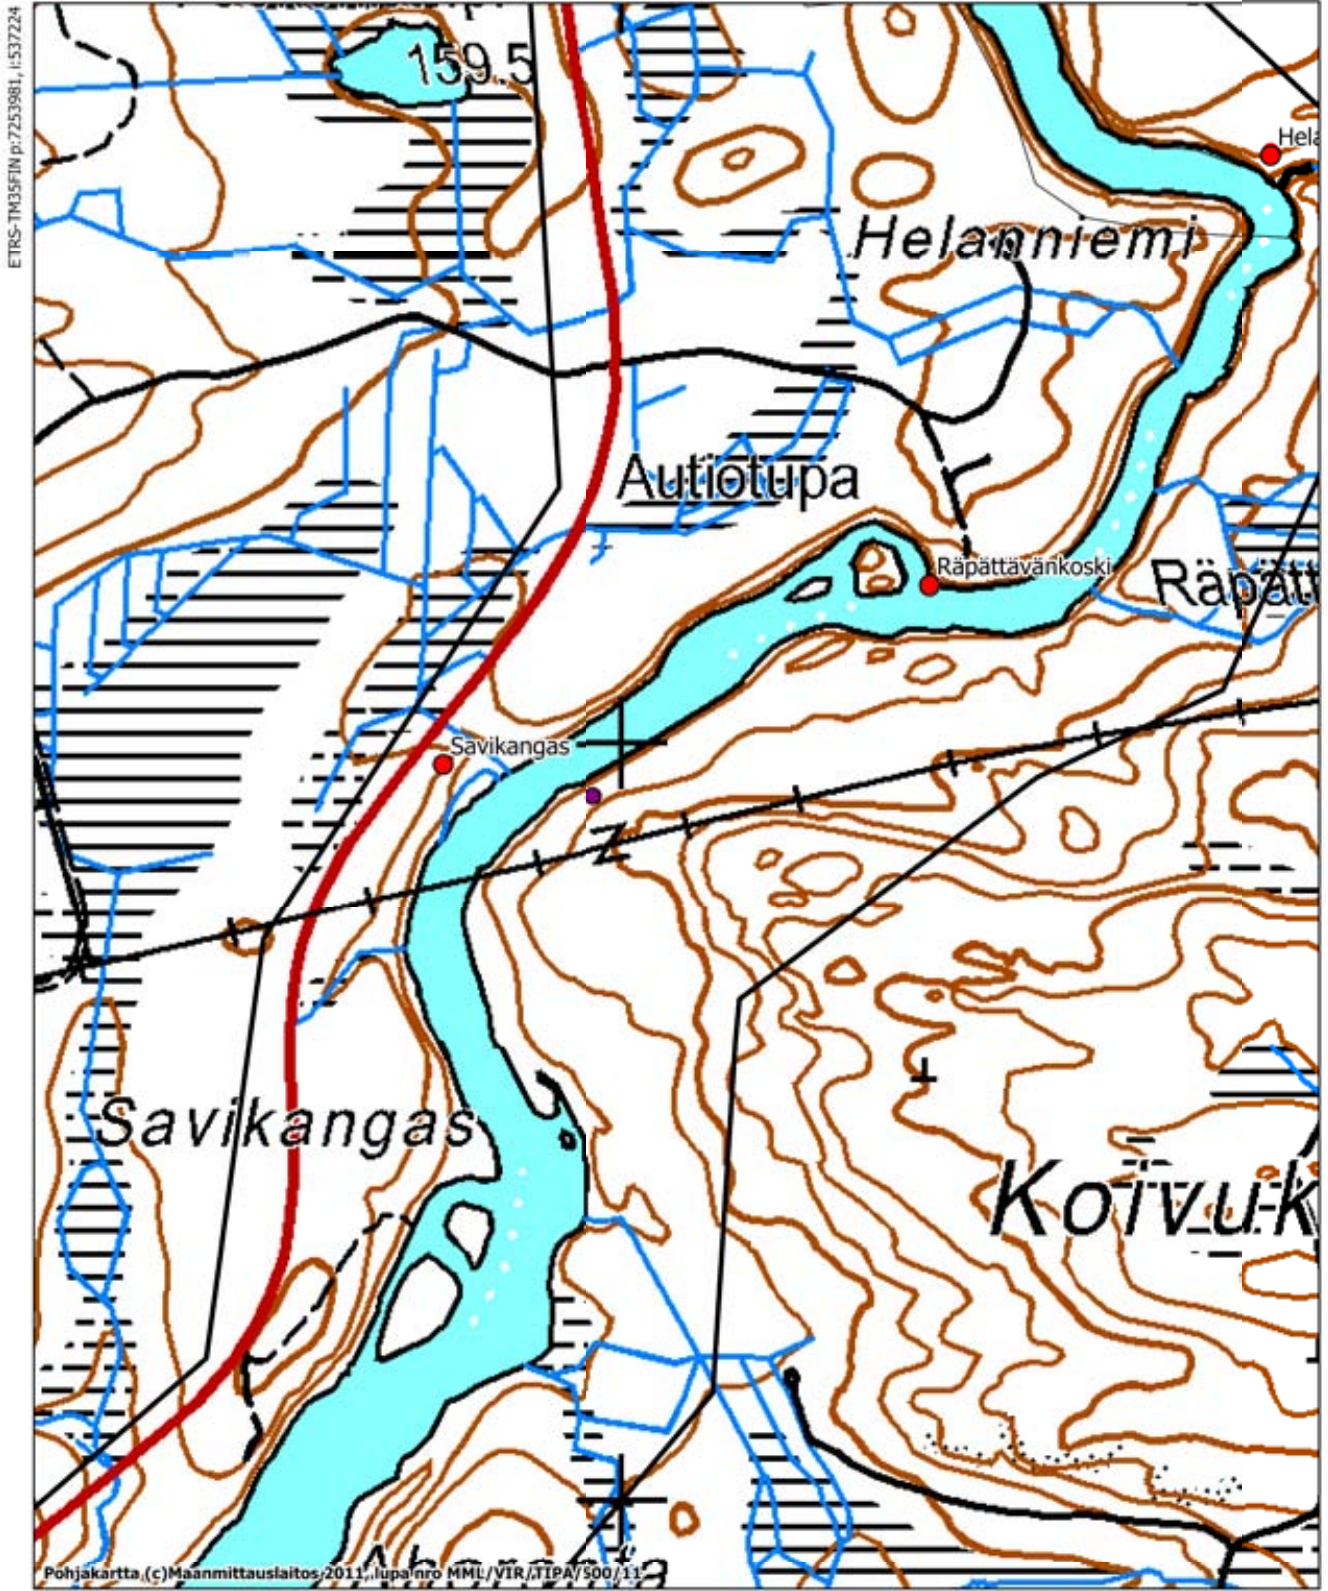 ETRS-TM35FIN p:7253981, i:537224
159.5
Hela
Helanniemi
Autiotupa
Räpättävänkoski
Räpätt
Savikangas
Z
Savikangas
Koivuk
Pohjakartta (c)Maanmittauslaitos 2011, lupa nro MML/VIR/TIPA/500/11